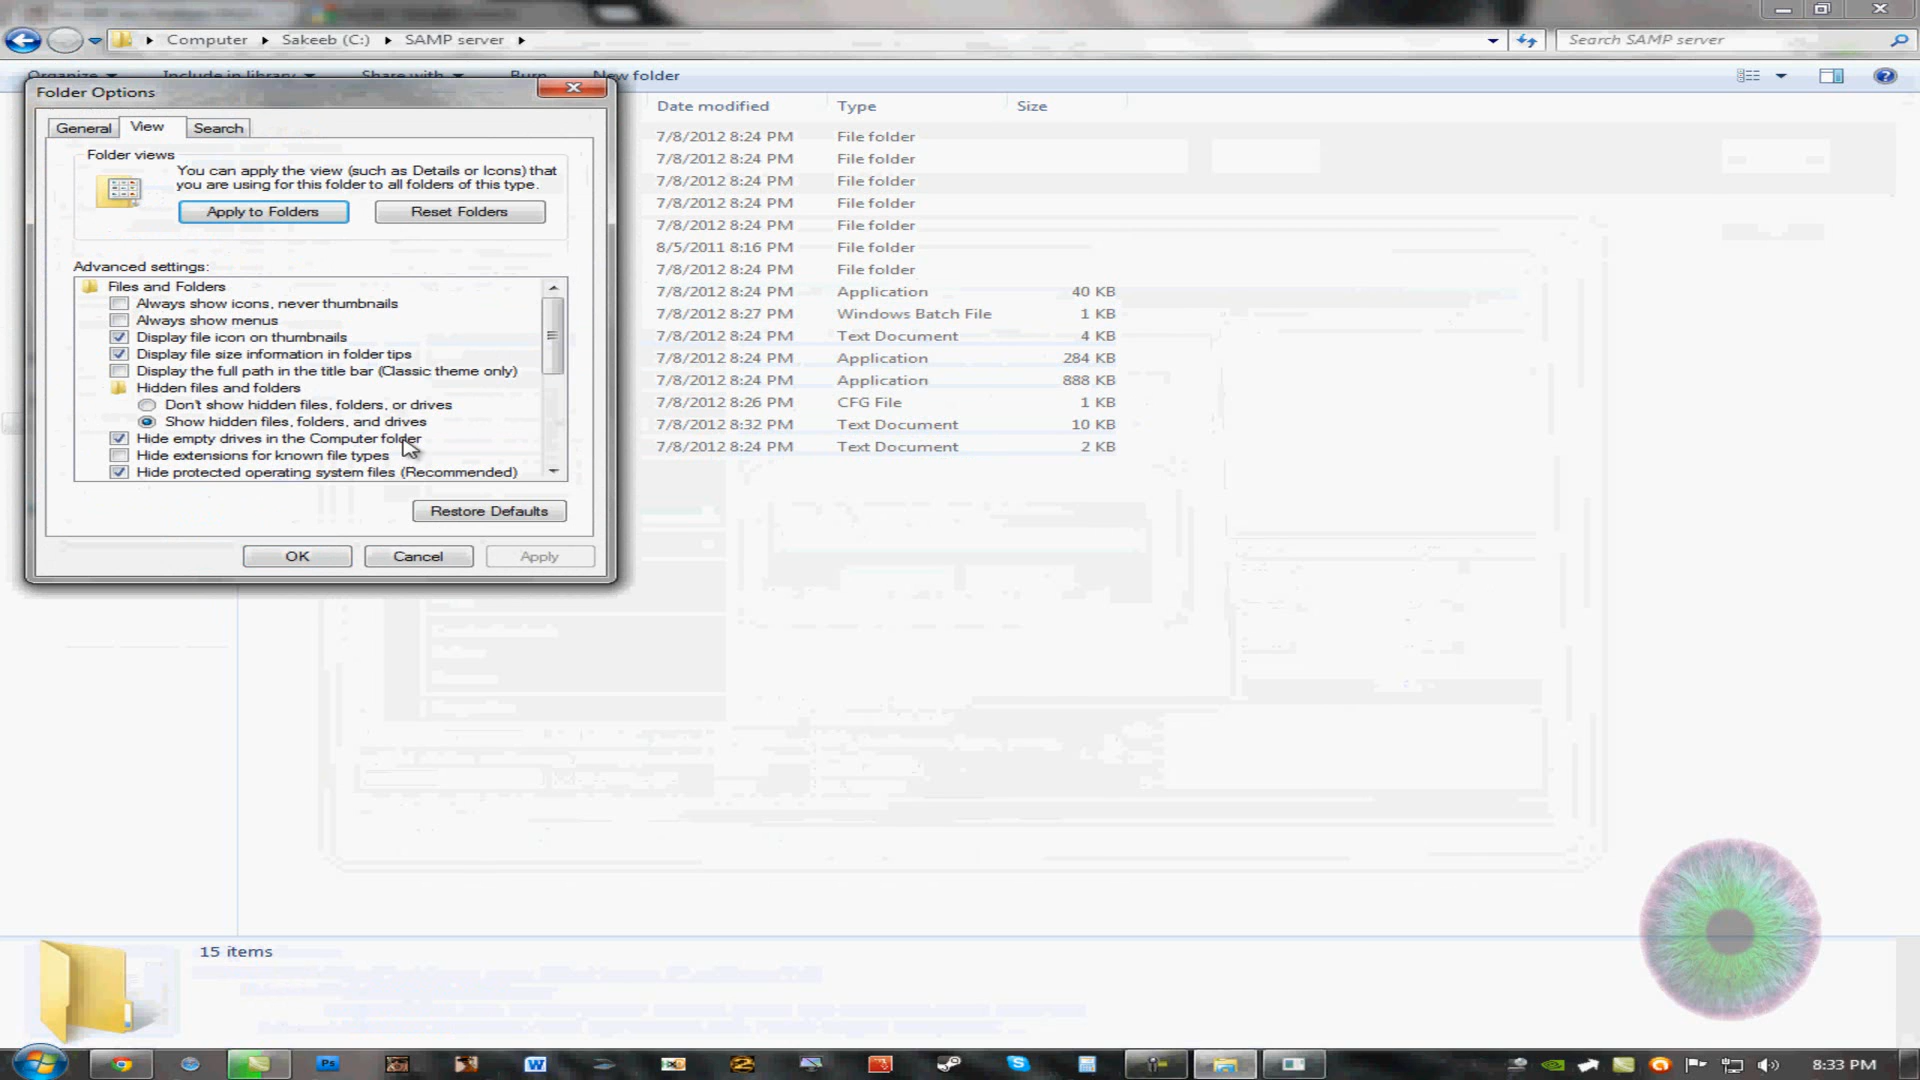 Computer Sakeeb (C:) SAMP server
Search SAMP server
Organize Include in library Share with Burn New folder
Folder Options
General View Search
Folder views
You can apply the view (such as Details or Icons) that
you are using for this folder to all folders of this type.
Apply to Folders Reset Folders
Advanced settings:
Files and Folders
Always show icons, never thumbnails
Always show menus
Display file icon on thumbnails
Display file size information in folder tips
Display the full path in the title bar (Classic theme only)
Hidden files and folders
Don't show hidden files, folders, or drives
Show hidden files, folders, and drives
Hide empty drives in the Computer folder
Hide extensions for known file types
Hide protected operating system files (Recommended)
Restore Defaults
OK Cancel Apply
Date modified Type Size
7/8/2012 8:24 PM File folder
7/8/2012 8:24 PM File folder
7/8/2012 8:24 PM File folder
7/8/2012 8:24 PM File folder
7/8/2012 8:24 PM File folder
8/5/2011 8:16 PM File folder
7/8/2012 8:24 PM File folder
7/8/2012 8:24 PM Application 40 KB
7/8/2012 8:27 PM Windows Batch File 1 KB
7/8/2012 8:24 PM Text Document 4 KB
7/8/2012 8:24 PM Application 284 KB
7/8/2012 8:24 PM Application 888 KB
7/8/2012 8:26 PM CFG File 1 KB
7/8/2012 8:32 PM Text Document 10 KB
7/8/2012 8:24 PM Text Document 2 KB
15 items
Ps
W
8:33 PM